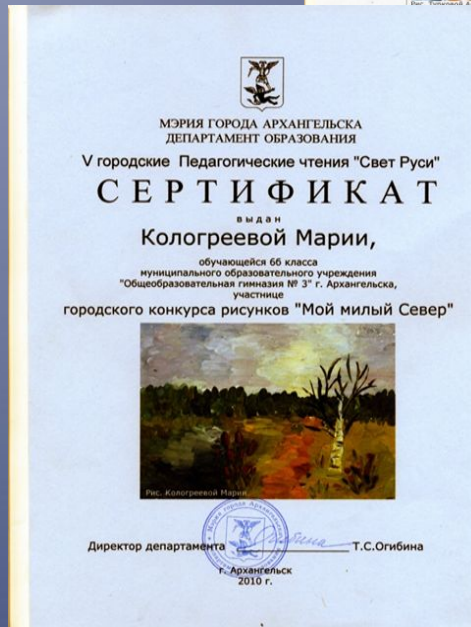 МЭРИЯ ГОРОДА АРХАНГЕЛЬСКА
ДЕПАРТАМЕНТ ОБРАЗОВАНИЯ
V городские Педагогические чтения "Свет Руси"
СЕРТИФИКАТ
выдан
Кологреевой Марии,
обучающейся 6б класса
муниципального образовательного учреждения
"Общеобразовательная гимназия № 3" г. Архангельска,
участнице
городского конкурса рисунков "Мой милый Север"
Рис. Кологреевой Марии
Директор департамента Т.С.Огибина
г. Архангельск
2010 г.